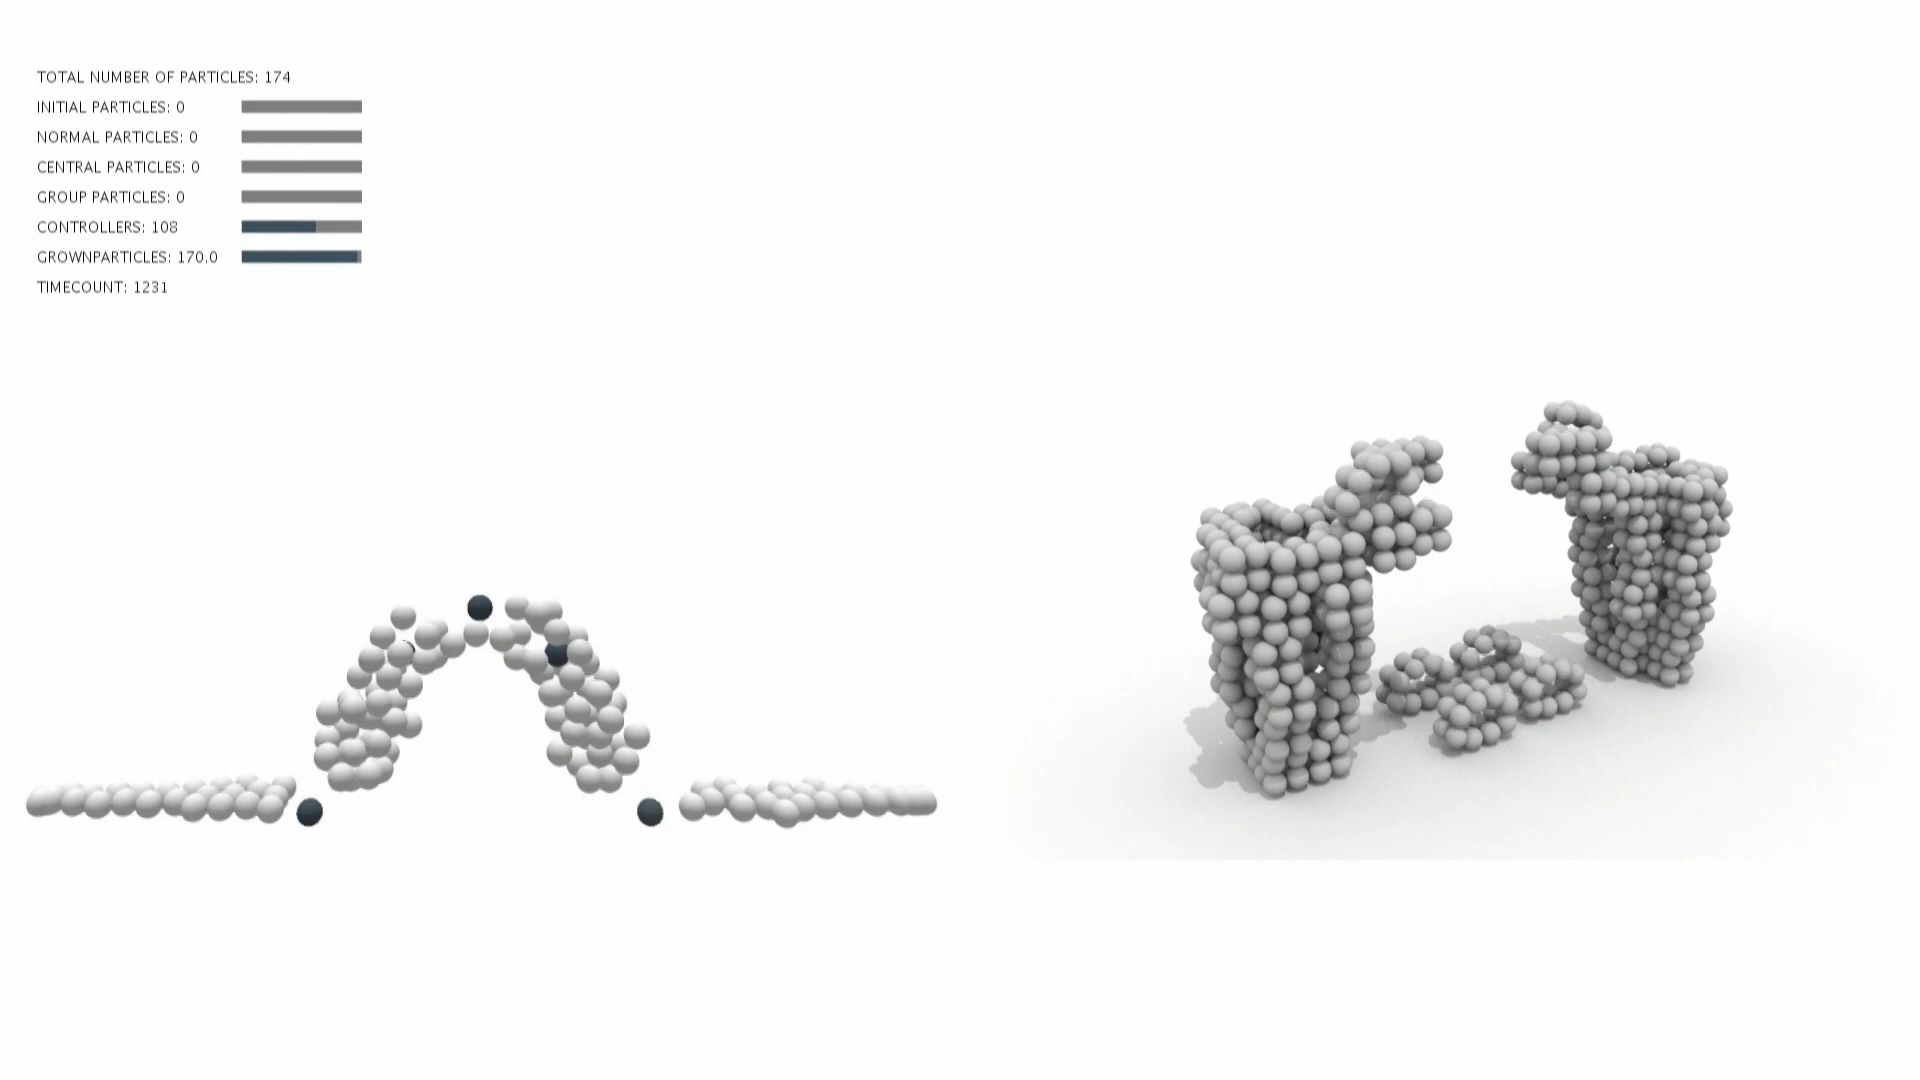 TOTAL NUMBER OF PARTICLES: 174
INITIAL PARTICLES: 0
NORMAL PARTICLES: 0
CENTRAL PARTICLES: 0
GROUP PARTICLES: 0
CONTROLLERS: 108
GROWNPARTICLES: 170.0
TIMECOUNT: 1231